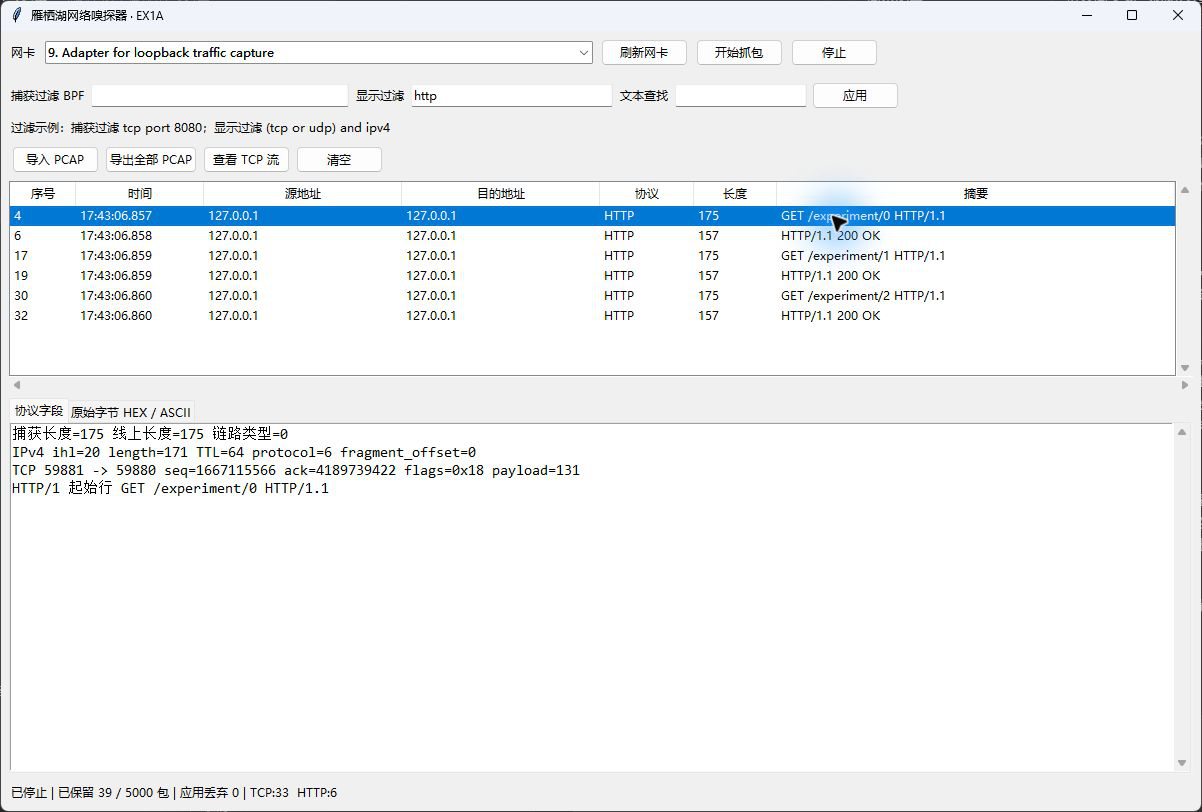 雁栖湖网络嗅探器 · EX1A
网卡 9. Adapter for loopback traffic capture 刷新网卡 开始抓包 停止
捕获过滤 BPF 显示过滤 http 文本查找 应用
过滤示例：捕获过滤 tcp port 8080；显示过滤 (tcp or udp) and ipv4
导入 PCAP 导出全部 PCAP 查看 TCP 流 清空
序号 时间 源地址 目的地址 协议 长度 摘要
4 17:43:06.857 127.0.0.1 127.0.0.1 HTTP 175 GET /experiment/0 HTTP/1.1
6 17:43:06.858 127.0.0.1 127.0.0.1 HTTP 157 HTTP/1.1 200 OK
17 17:43:06.859 127.0.0.1 127.0.0.1 HTTP 175 GET /experiment/1 HTTP/1.1
19 17:43:06.859 127.0.0.1 127.0.0.1 HTTP 157 HTTP/1.1 200 OK
30 17:43:06.860 127.0.0.1 127.0.0.1 HTTP 175 GET /experiment/2 HTTP/1.1
32 17:43:06.860 127.0.0.1 127.0.0.1 HTTP 157 HTTP/1.1 200 OK
协议字段 原始字节 HEX / ASCII
捕获长度=175 线上长度=175 链路类型=0
IPv4 ihl=20 length=171 TTL=64 protocol=6 fragment_offset=0
TCP 59881 -> 59880 seq=1667115566 ack=4189739422 flags=0x18 payload=131
HTTP/1 起始行 GET /experiment/0 HTTP/1.1
已停止 | 已保留 39 / 5000 包 | 应用丢弃 0 | TCP:33 HTTP:6